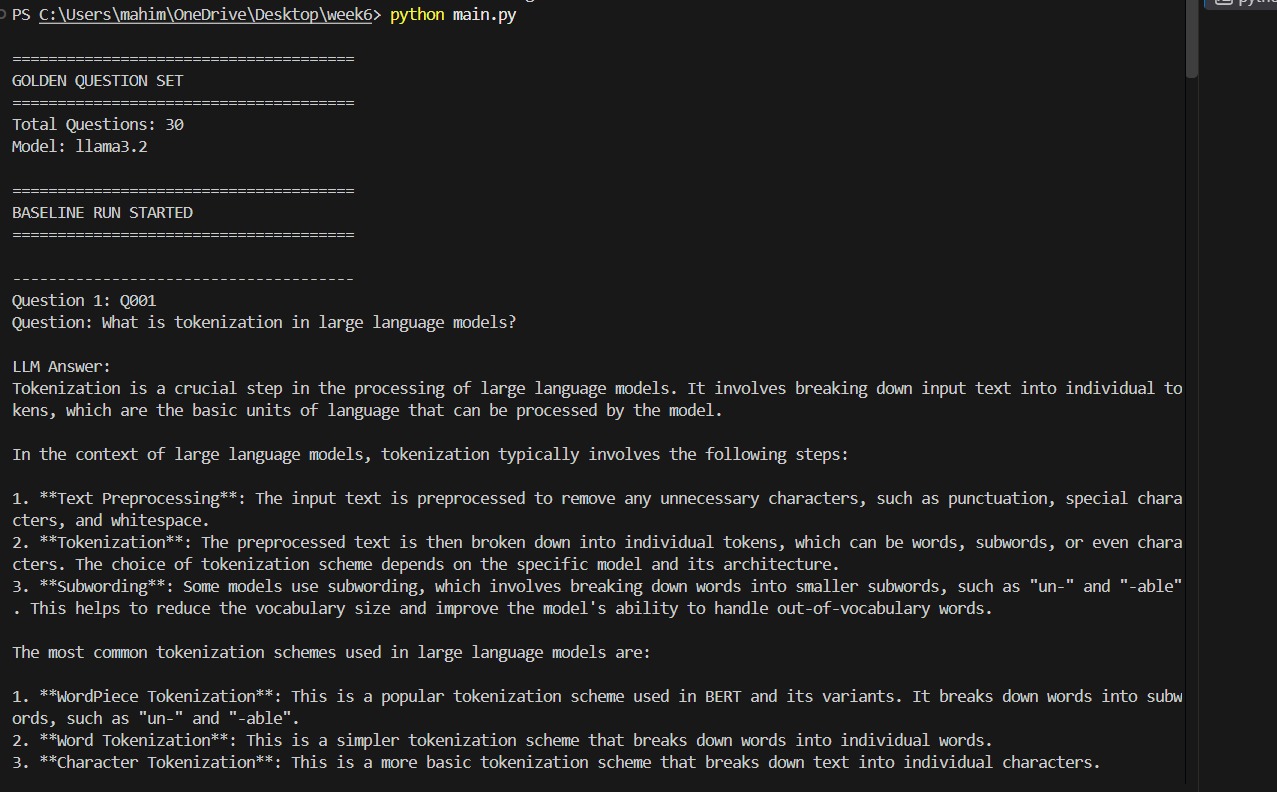 PS C:\Users\mahim\OneDrive\Desktop\week6> python main.py
======================================
GOLDEN QUESTION SET
======================================
Total Questions: 30
Model: llama3.2
======================================
BASELINE RUN STARTED
======================================
--------------------------------------
Question 1: Q001
Question: What is tokenization in large language models?
LLM Answer:
Tokenization is a crucial step in the processing of large language models. It involves breaking down input text into individual to
kens, which are the basic units of language that can be processed by the model.
In the context of large language models, tokenization typically involves the following steps:
1. **Text Preprocessing**: The input text is preprocessed to remove any unnecessary characters, such as punctuation, special chara
cters, and whitespace.
2. **Tokenization**: The preprocessed text is then broken down into individual tokens, which can be words, subwords, or even chara
cters. The choice of tokenization scheme depends on the specific model and its architecture.
3. **Subwording**: Some models use subwording, which involves breaking down words into smaller subwords, such as "un-" and "-able"
. This helps to reduce the vocabulary size and improve the model's ability to handle out-of-vocabulary words.
The most common tokenization schemes used in large language models are:
1. **WordPiece Tokenization**: This is a popular tokenization scheme used in BERT and its variants. It breaks down words into subw
ords, such as "un-" and "-able".
2. **Word Tokenization**: This is a simpler tokenization scheme that breaks down words into individual words.
3. **Character Tokenization**: This is a more basic tokenization scheme that breaks down text into individual characters.